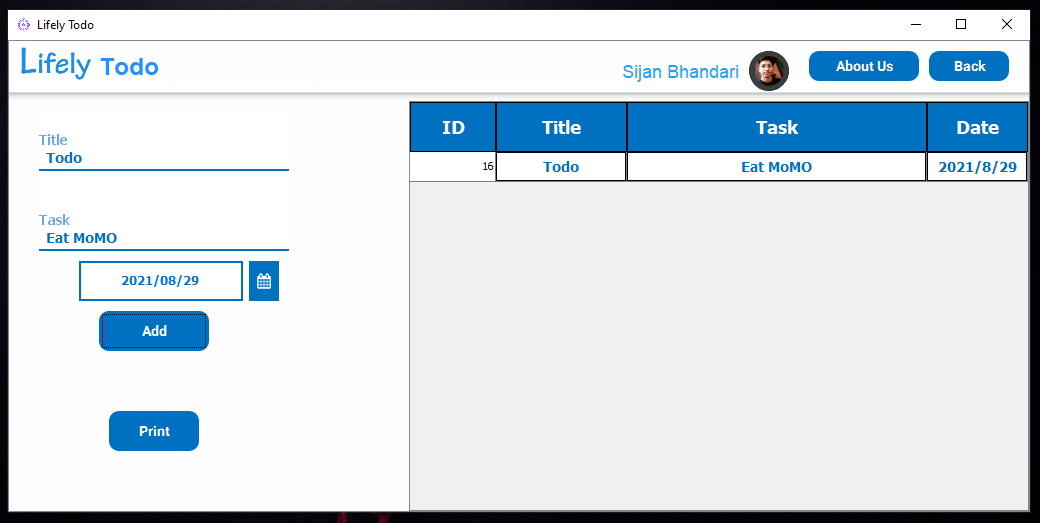 Lifely Todo
Lifely Todo
Sijan Bhandari
About Us
Back
Title
Todo
Task
Eat MoMO
2021/08/29
Add
Print
ID Title Task Date
16 Todo Eat MoMO 2021/8/29